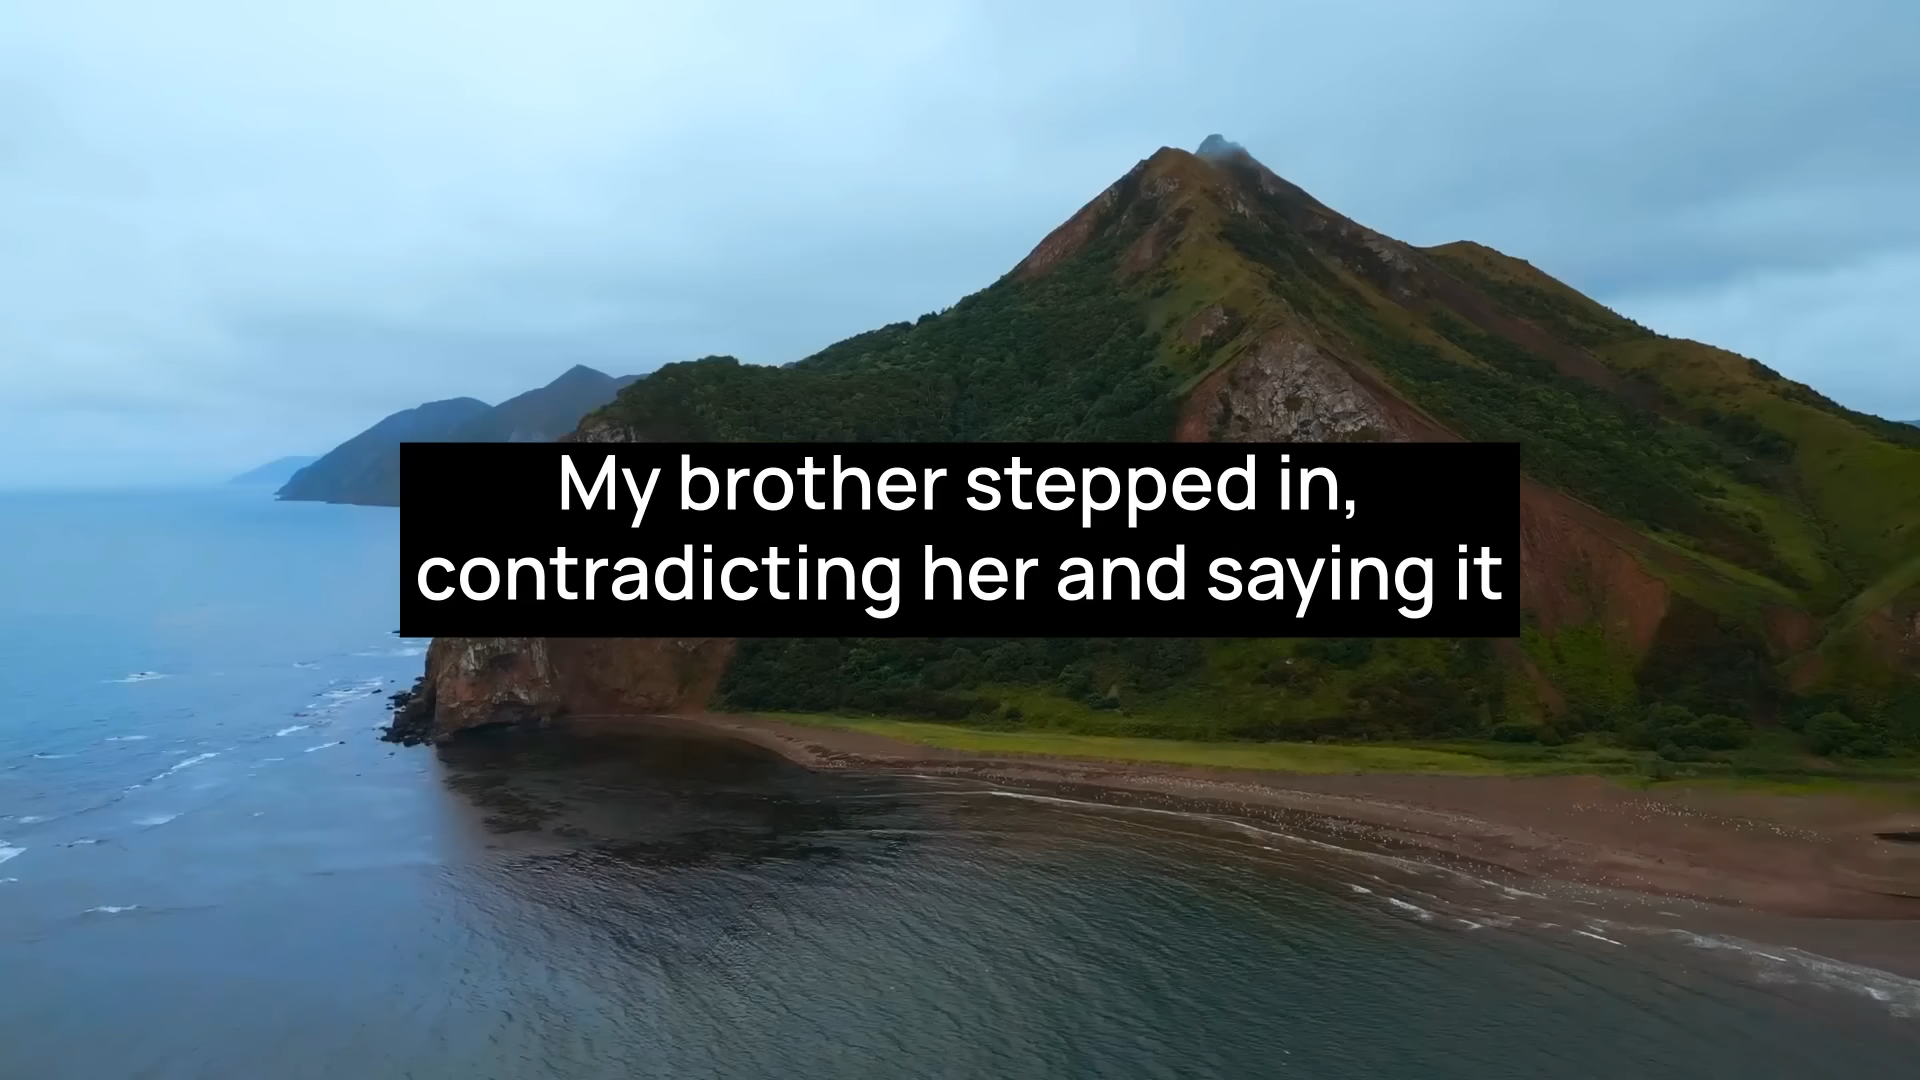 My brother stepped in,
contradicting her and saying it